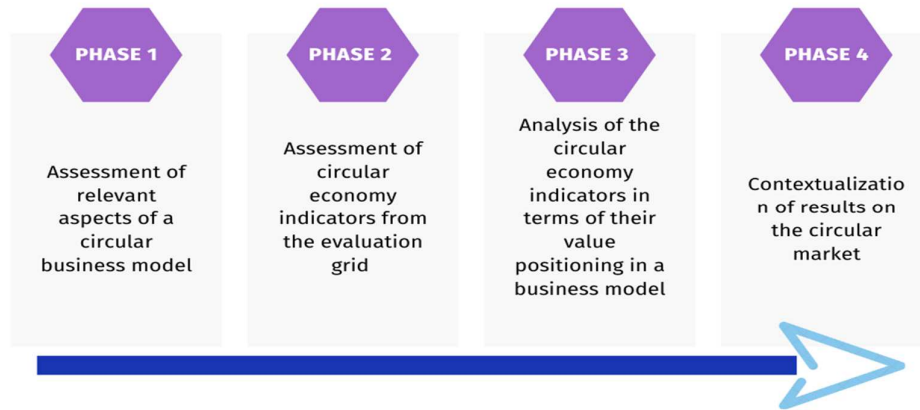 PHASE 1
Assessment of
relevant
aspects of a
circular
business model
PHASE 2
Assessment of
circular
economy
indicators from
the evaluation
grid
PHASE 3
Analysis of the
circular
economy
indicators in
terms of their
value
positioning in a
business model
PHASE 4
Contextualizatio
n of results on
the circular
market